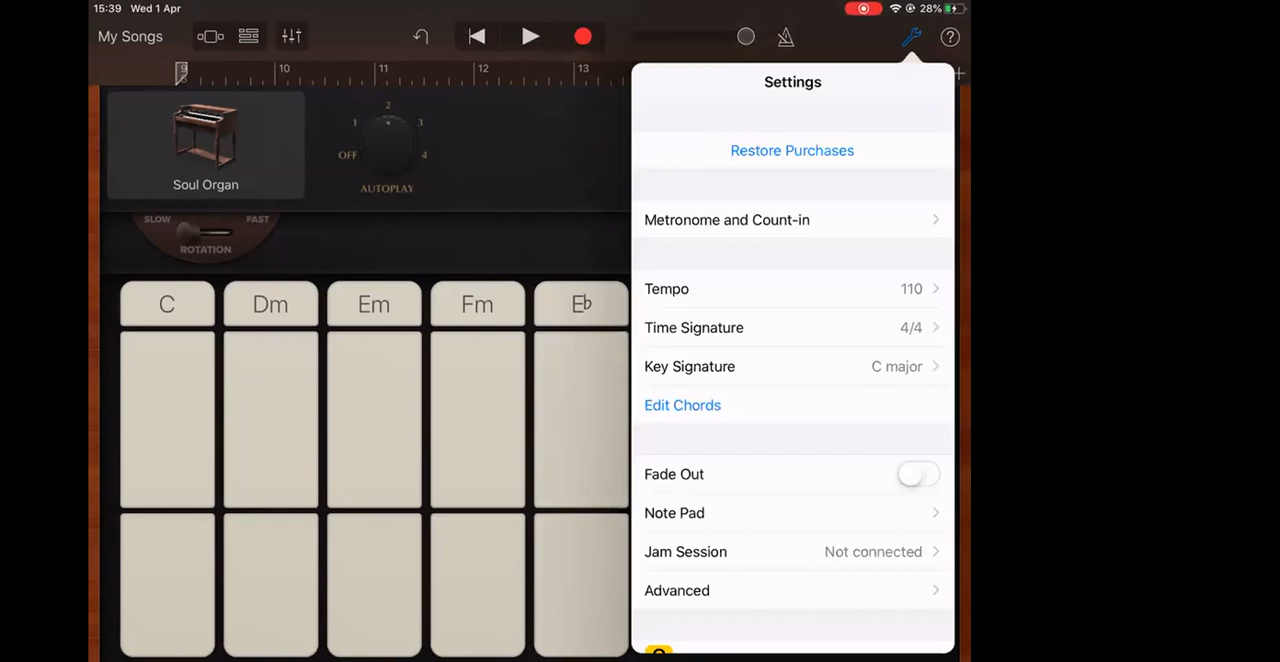 15:39 Wed 1 Apr
28%
My Songs
9 10 11 12 13
Settings
Restore Purchases
Metronome and Count-in
Tempo 110
Time Signature 4/4
Key Signature C major
Edit Chords
Fade Out
Note Pad
Jam Session Not connected
Advanced
Soul Organ
OFF 1 2 3 4
AUTOPLAY
SLOW FAST
ROTATION
C Dm Em Fm E♭